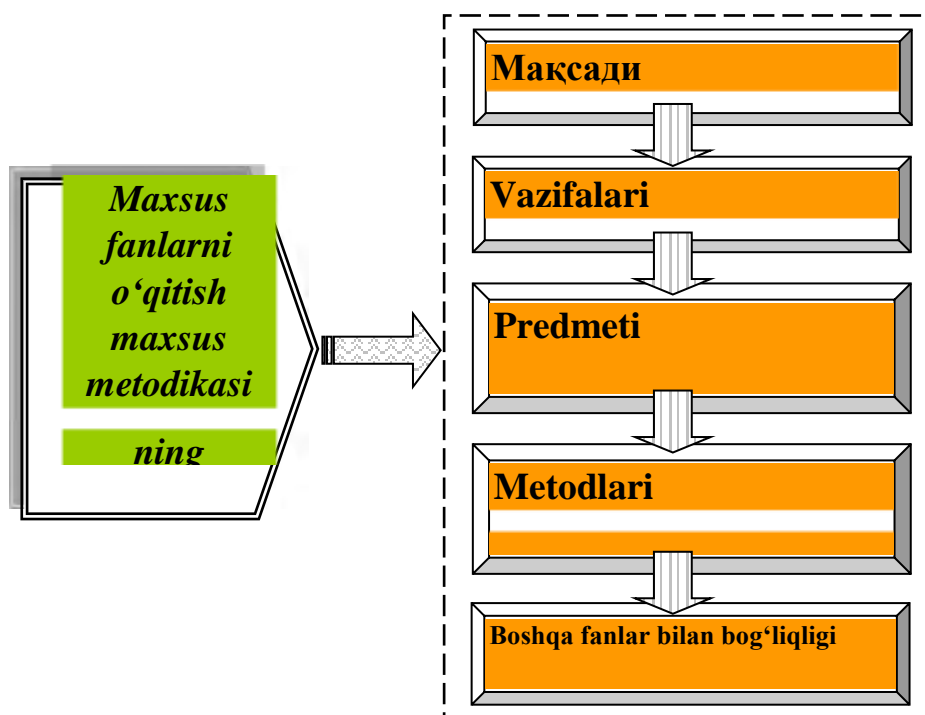 Maxsus
fanlarni
o‘qitish
maxsus
metodikasi
ning
Мақсади
Vazifalari
Predmeti
Metodlari
Boshqa fanlar bilan bog‘liqligi